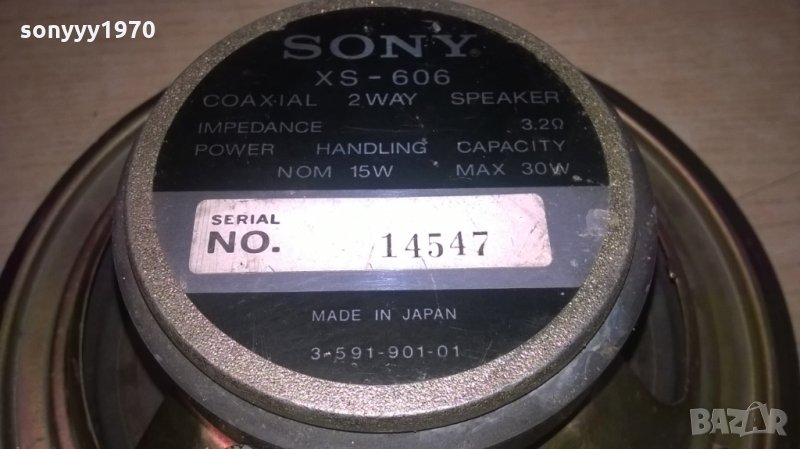 sonyyy1970
SONY
XS-606
COAXIAL 2WAY SPEAKER
IMPEDANCE 3.2Ω
POWER HANDLING CAPACITY
NOM 15W MAX 30W
SERIAL
NO. 14547
MADE IN JAPAN
3-591-901-01
BAZAR